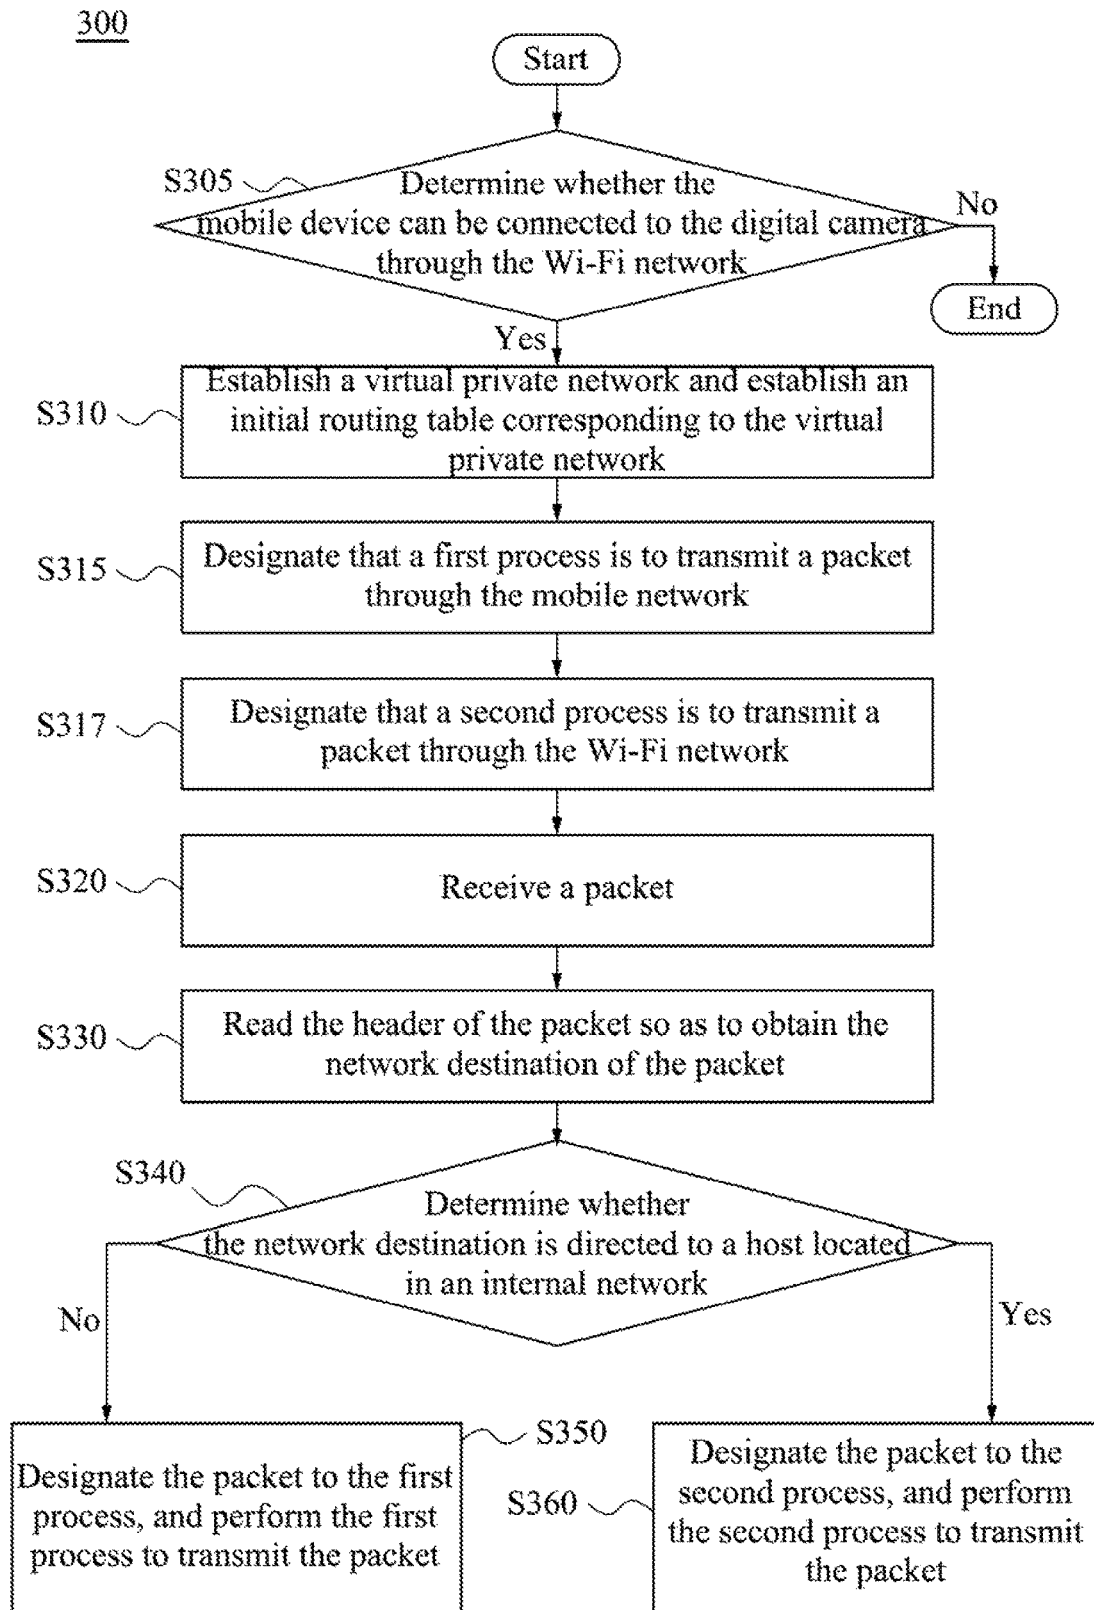 300
Start
S305
Determine whether the
mobile device can be connected to the digital camera
through the Wi-Fi network
No
End
Yes
S310
Establish a virtual private network and establish an
initial routing table corresponding to the virtual
private network
S315
Designate that a first process is to transmit a packet
through the mobile network
S317
Designate that a second process is to transmit a
packet through the Wi-Fi network
S320
Receive a packet
S330
Read the header of the packet so as to obtain the
network destination of the packet
S340
Determine whether
the network destination is directed to a host located
in an internal network
No
Yes
S350
Designate the packet to the first
process, and perform the first
process to transmit the packet
S360
Designate the packet to the
second process, and perform
the second process to transmit
the packet